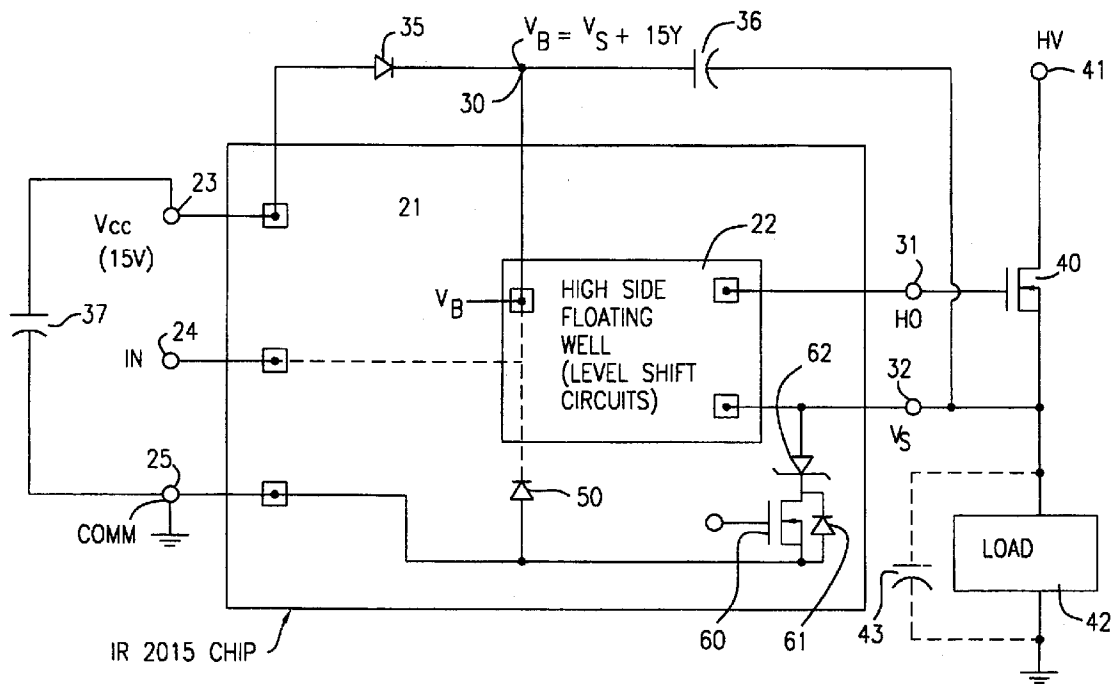 35
V_B = V_S + 15Y
36
HV
41
30
23
21
Vcc
(15V)
22
31
40
V_B
HIGH SIDE
FLOATING
WELL
(LEVEL SHIFT
CIRCUITS)
HO
37
24
IN
62
32
V_S
25
50
COMM
LOAD
43
42
60
61
IR 2015 CHIP